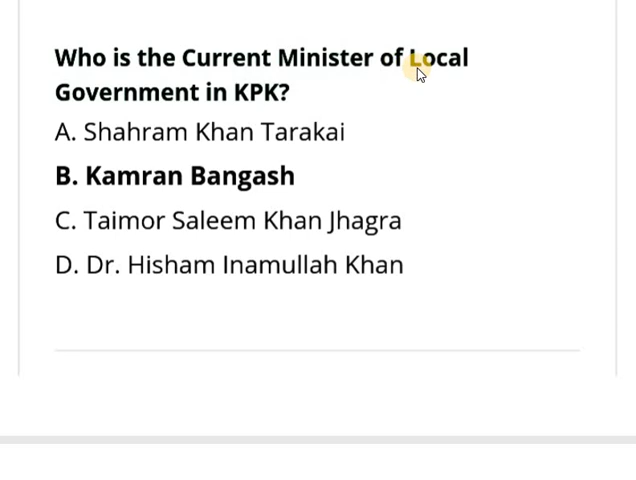 Who is the Current Minister of Local
Government in KPK?
A. Shahram Khan Tarakai
B. Kamran Bangash
C. Taimor Saleem Khan Jhagra
D. Dr. Hisham Inamullah Khan